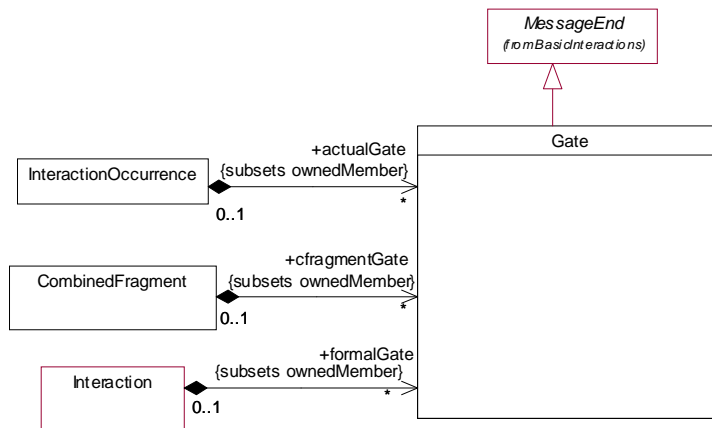 MessageEnd
(fromBasicInteractions)
Gate
+actualGate
{subsets ownedMember}
InteractionOccurrence
0..1
*
+cfragmentGate
{subsets ownedMember}
CombinedFragment
0..1
*
+formalGate
{subsets ownedMember}
Interaction
0..1
*